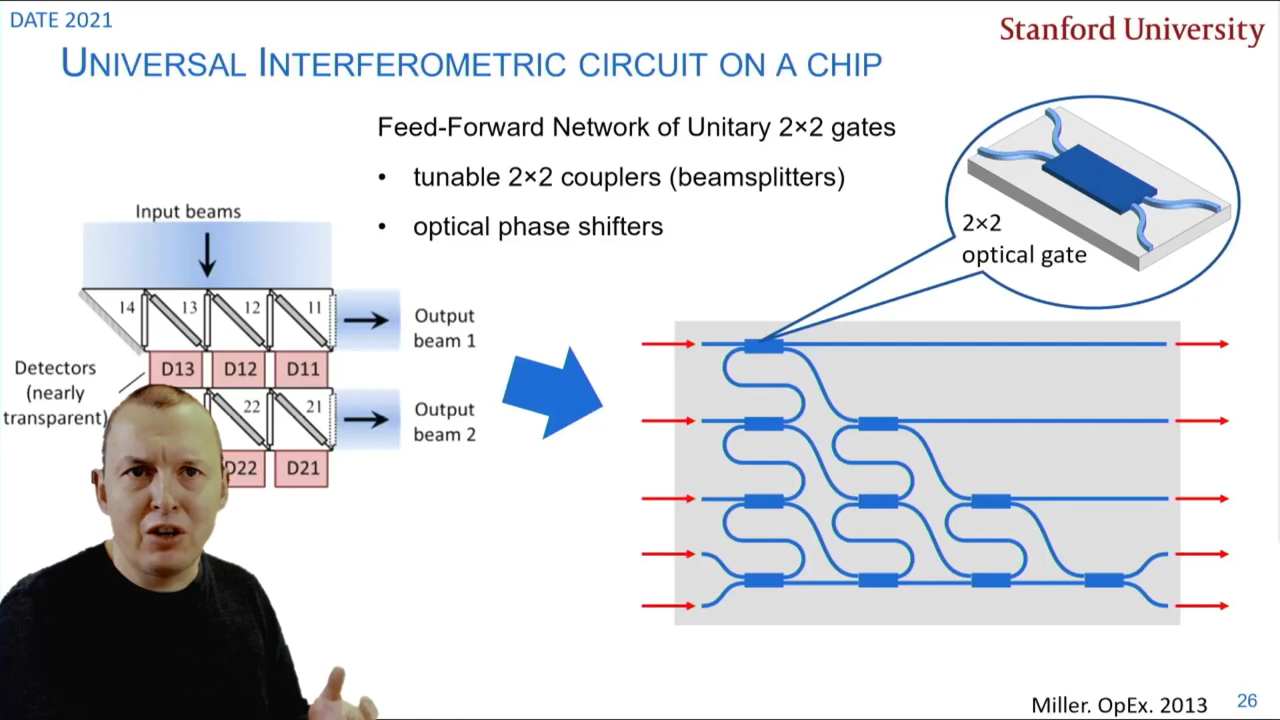 DATE 2021
Stanford University
UNIVERSAL INTERFEROMETRIC CIRCUIT ON A CHIP
Feed-Forward Network of Unitary 2×2 gates
• tunable 2×2 couplers (beamsplitters)
• optical phase shifters
2×2
optical gate
Input beams
14 13 12 11
Output
beam 1
D13 D12 D11
Detectors
(nearly
transparent)
22 21
Output
beam 2
D22 D21
Miller. OpEx. 2013
26